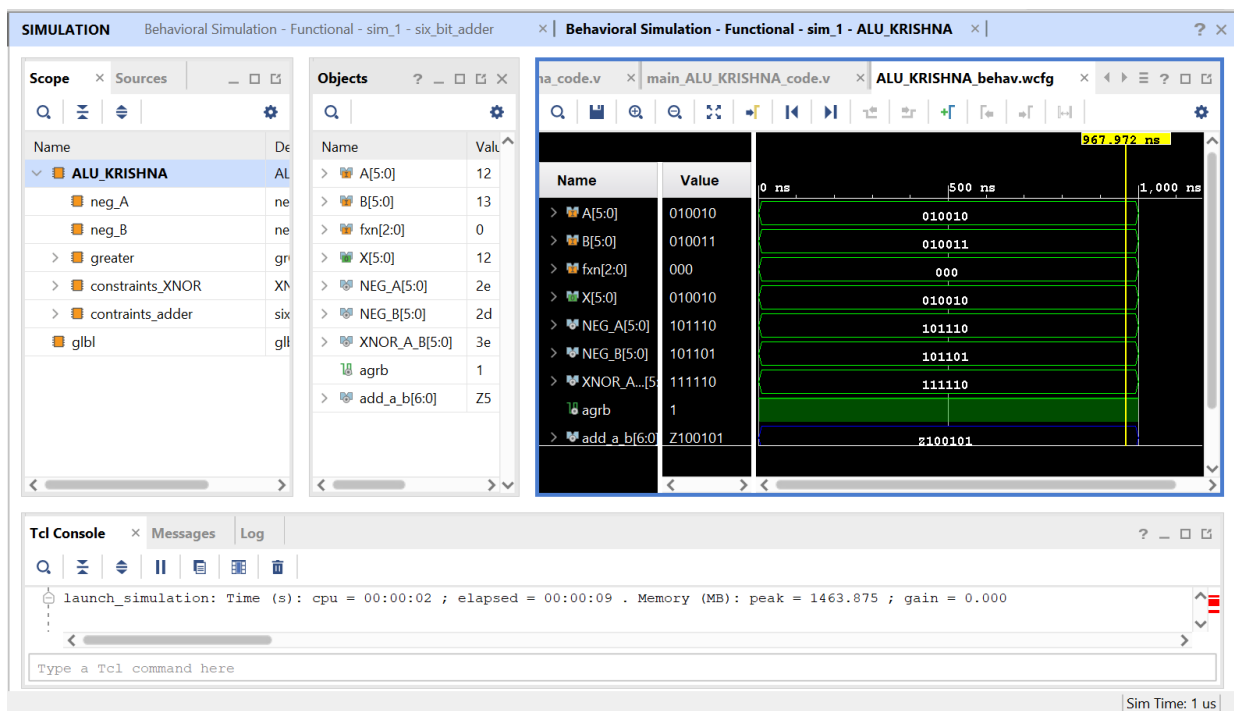 SIMULATION Behavioral Simulation - Functional - sim_1 - six_bit_adder × Behavioral Simulation - Functional - sim_1 - ALU_KRISHNA × ? ×
Scope × Sources
Name De
ALU_KRISHNA AL
neg_A ne
neg_B ne
greater gr
constraints_XNOR XN
contraints_adder six
glbl glb
Objects ?
Name Valu
A[5:0] 12
B[5:0] 13
fxn[2:0] 0
X[5:0] 12
NEG_A[5:0] 2e
NEG_B[5:0] 2d
XNOR_A_B[5:0] 3e
agrb 1
add_a_b[6:0] Z5
na_code.v × main_ALU_KRISHNA_code.v × ALU_KRISHNA_behav.wcfg × ?
967.972 ns
Name Value 0 ns 500 ns 1,000 ns
A[5:0] 010010 010010
B[5:0] 010011 010011
fxn[2:0] 000 000
X[5:0] 010010 010010
NEG_A[5:0] 101110 101110
NEG_B[5:0] 101101 101101
XNOR_A...[5: 111110 111110
agrb 1
add_a_b[6:0] Z100101 Z100101
Tcl Console × Messages Log ?
launch_simulation: Time (s): cpu = 00:00:02 ; elapsed = 00:00:09 . Memory (MB): peak = 1463.875 ; gain = 0.000
Type a Tcl command here
Sim Time: 1 us